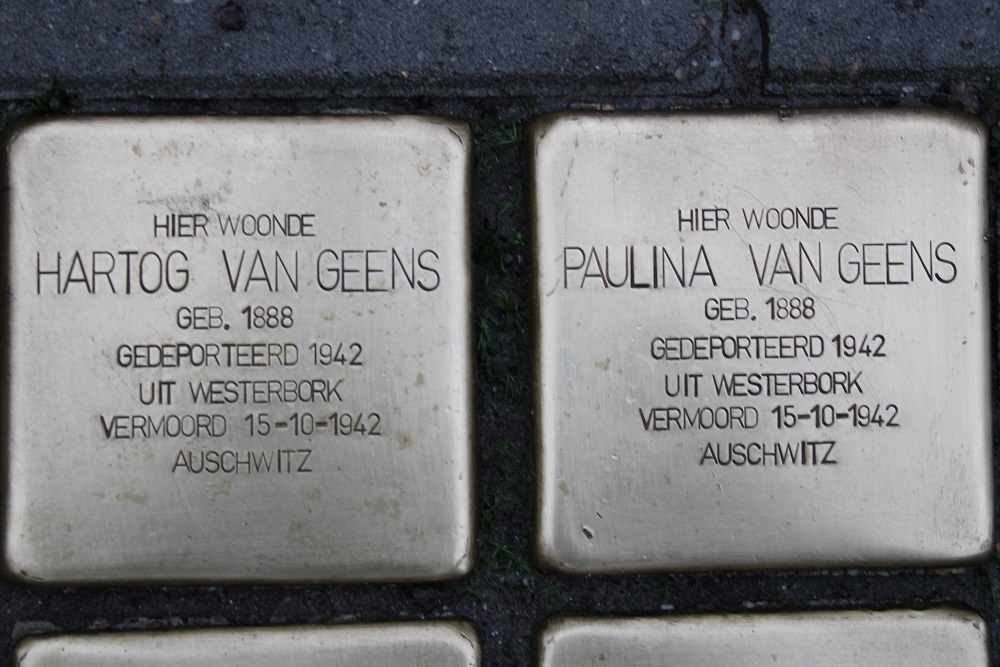 HIER WOONDE
HARTOG VAN GEENS
GEB. 1888
GEDEPORTEERD 1942
UIT WESTERBORK
VERMOORD 15-10-1942
AUSCHWITZ
HIER WOONDE
PAULINA VAN GEENS
GEB. 1888
GEDEPORTEERD 1942
UIT WESTERBORK
VERMOORD 15-10-1942
AUSCHWITZ